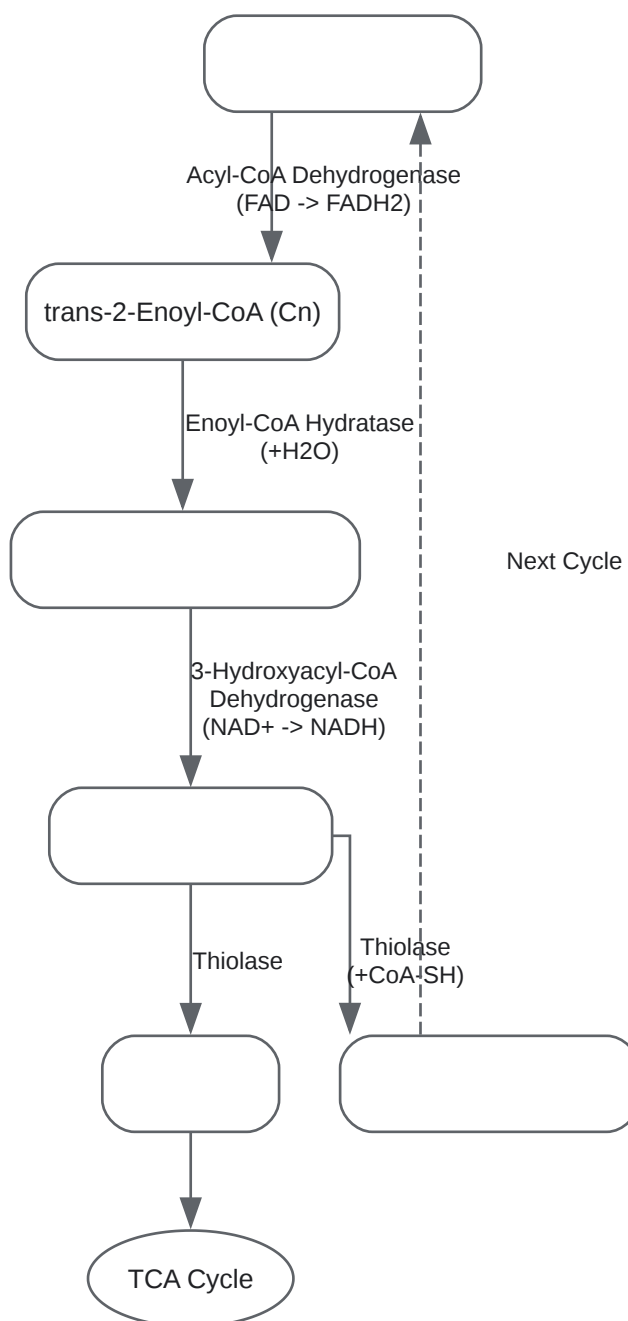 Acyl-CoA Dehydrogenase
(FAD -> FADH2)
trans-2-Enoyl-CoA (Cn)
Enoyl-CoA Hydratase
(+H2O)
Next Cycle
3-Hydroxyacyl-CoA
Dehydrogenase
(NAD+ -> NADH)
Thiolase
Thiolase
(+CoA-SH)
TCA Cycle